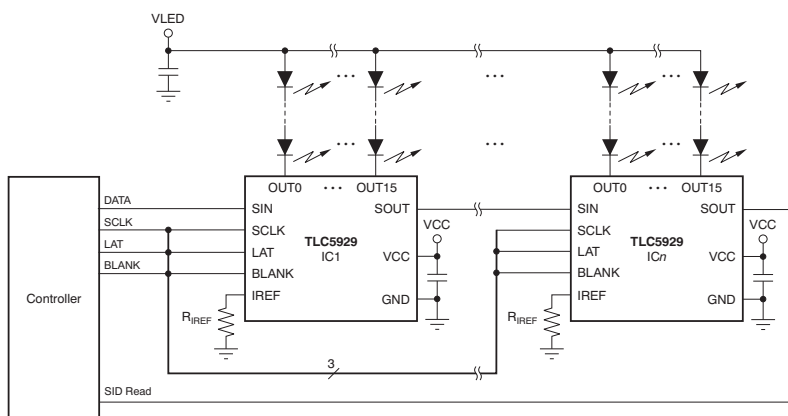 VLED
... ...
...
... ...
...
OUT0 ... OUT15
OUT0 ... OUT15
DATA
SIN
SOUT
SIN
SOUT
SCLK
SCLK
VCC
SCLK
VCC
TLC5929
IC1
TLC5929
ICn
LAT
LAT
VCC
LAT
VCC
BLANK
BLANK
BLANK
Controller
IREF
GND
IREF
GND
RIREF
RIREF
3
SID Read